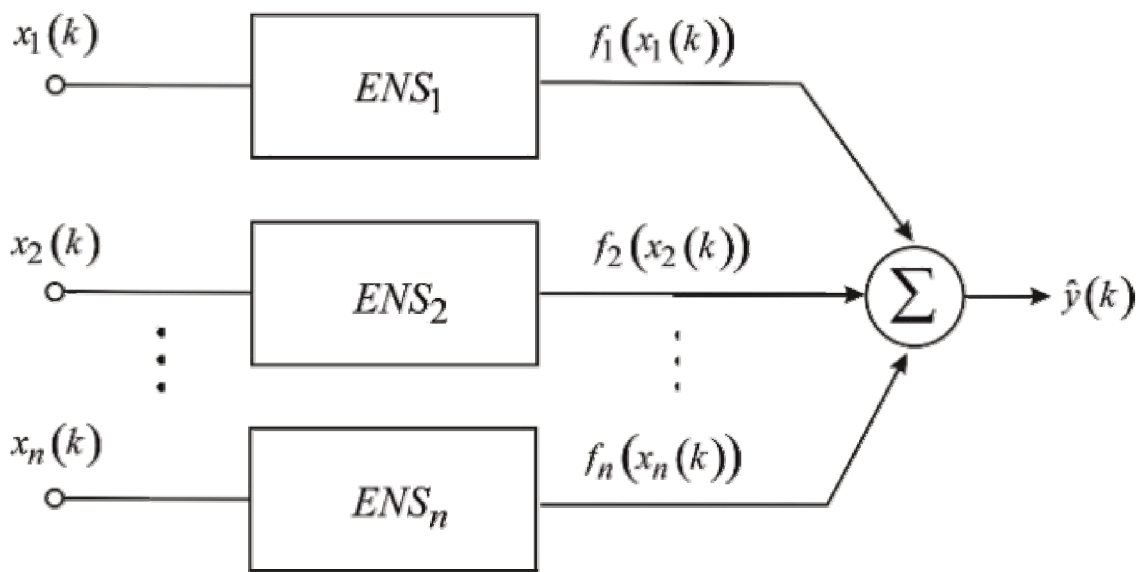 x₁(k)
ENS₁
f₁(x₁(k))
x₂(k)
ENS₂
f₂(x₂(k))
Σ
ŷ(k)
xₙ(k)
ENSₙ
fₙ(xₙ(k))